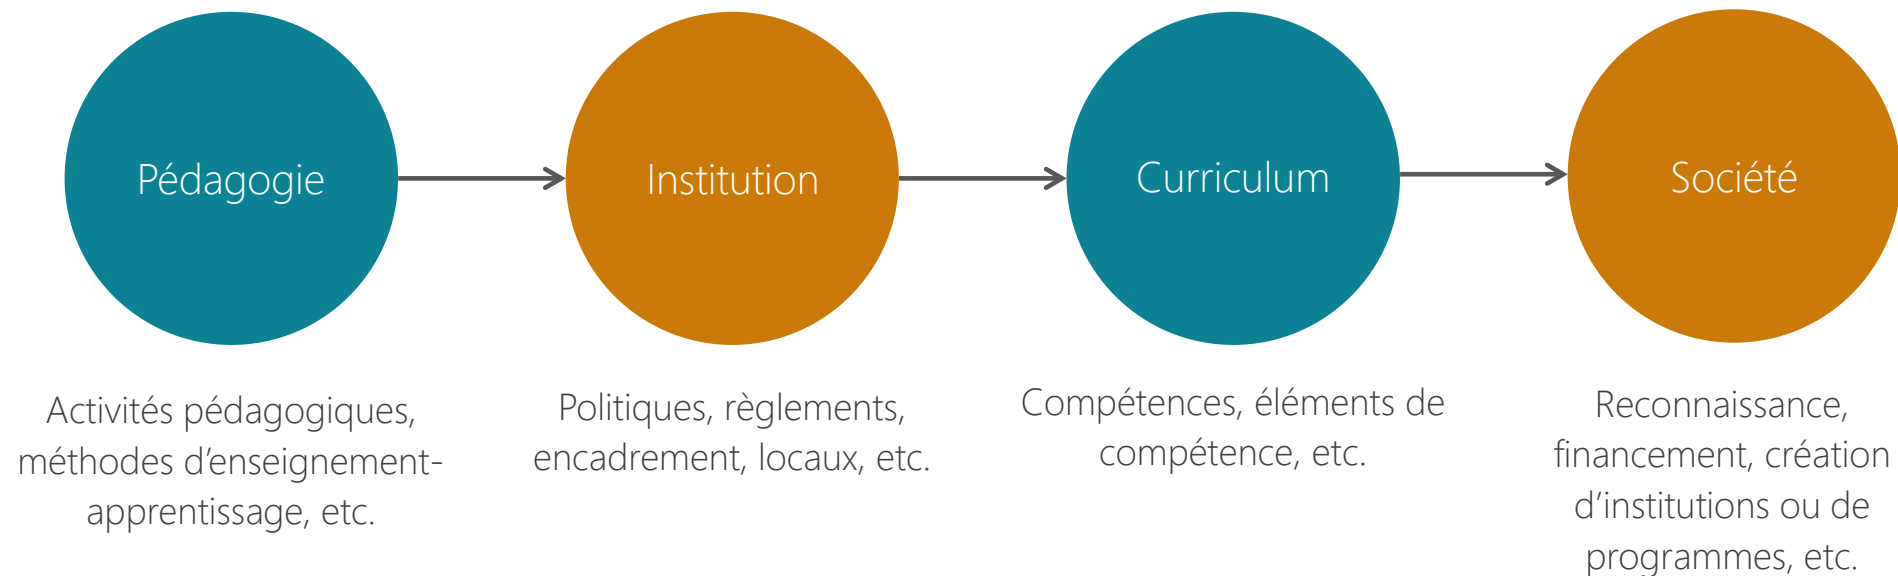 Pédagogie
Institution
Curriculum
Société
Activités pédagogiques,
méthodes d'enseignement-
apprentissage, etc.
Politiques, règlements,
encadrement, locaux, etc.
Compétences, éléments de
compétence, etc.
Reconnaissance,
financement, création
d'institutions ou de
programmes, etc.